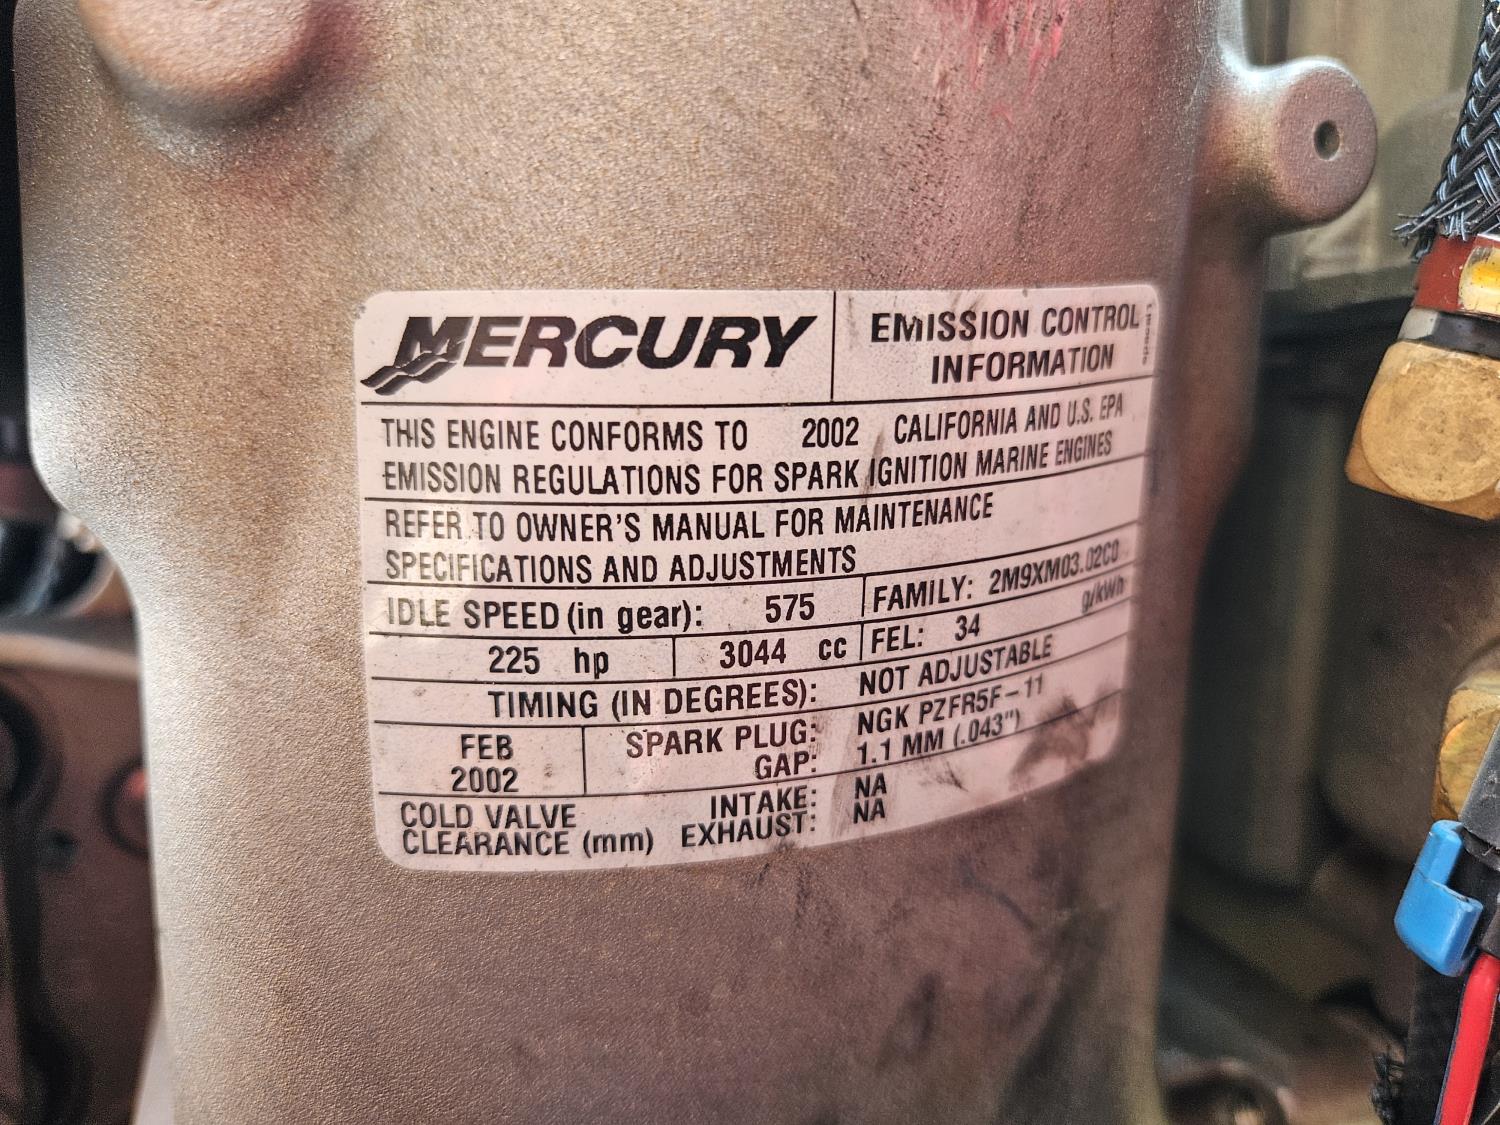 MERCURY
EMISSION CONTROL
INFORMATION
THIS ENGINE CONFORMS TO 2002 CALIFORNIA AND U.S. EPA
EMISSION REGULATIONS FOR SPARK IGNITION MARINE ENGINES
REFER TO OWNER'S MANUAL FOR MAINTENANCE
SPECIFICATIONS AND ADJUSTMENTS
IDLE SPEED (in gear): 575
FAMILY: 2M9XM03.02C0
225 hp
3044 cc
FEL: 34 g/kWh
TIMING (IN DEGREES): NOT ADJUSTABLE
FEB
2002
SPARK PLUG: NGK PZFR5F-11
GAP: 1.1 MM (.043")
COLD VALVE
CLEARANCE (mm)
INTAKE: NA
EXHAUST: NA